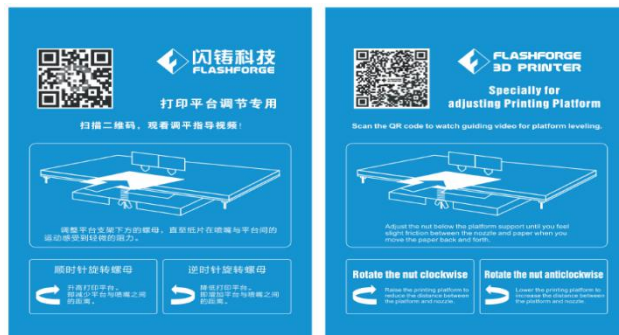 闪铸科技
FLASHFORGE
打印平台调节专用
扫描二维码，观看调平指导视频！
调整平台支架下方的螺母，直至纸片在喷嘴与平台间的
运动感受到轻微的阻力。
顺时针旋转螺母
升高打印平台。
即减少平台与喷嘴之间
的距离。
逆时针旋转螺母
降低打印平台。
即增加平台与喷嘴之间
的距离。
FLASHFORGE
3D PRINTER
Specially for
adjusting Printing Platform
Scan the QR code to watch guiding video for platform leveling.
Adjust the nut below the platform support until you feel
slight friction between the nozzle and paper when you
move the paper back and forth.
Rotate the nut clockwise
Raise the printing platform to
reduce the distance between
the platform and nozzle.
Rotate the nut anticlockwise
Lower the printing platform to
increase the distance between
the platform and nozzle.